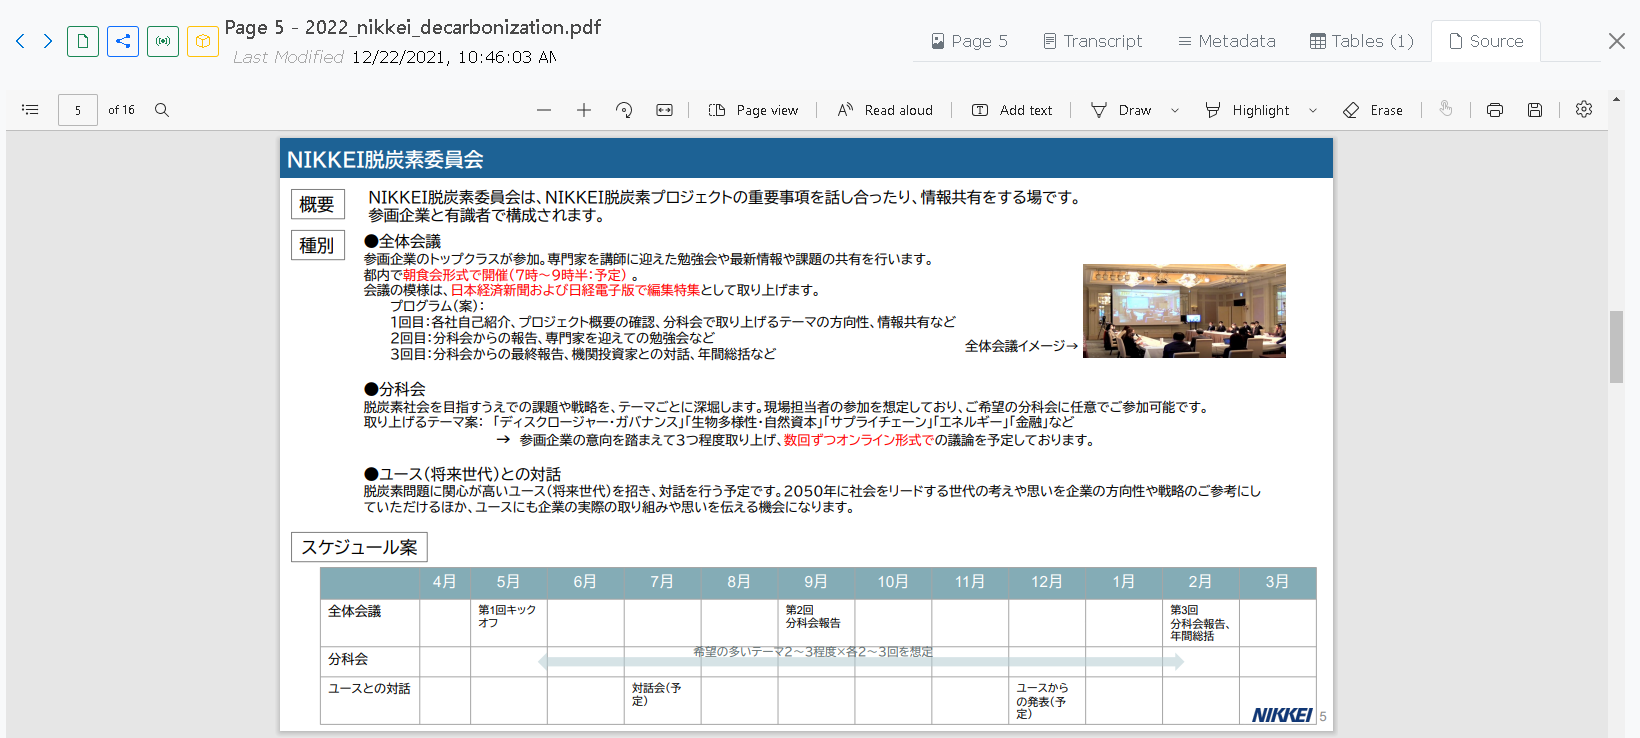 Page 5 - 2022_nikkei_decarbonization.pdf
Last Modified 12/22/2021, 10:46:03 AM
Page 5
Transcript
Metadata
Tables (1)
Source
5 of 16
Page view
Read aloud
Add text
Draw
Highlight
Erase
NIKKEI脱炭素委員会
概要
NIKKEI脱炭素委員会は、NIKKEI脱炭素プロジェクトの重要事項を話し合ったり、情報共有をする場です。
参画企業と有識者で構成されます。
種別
●全体会議
参画企業のトップクラスが参加。専門家を講師に迎えた勉強会や最新情報や課題の共有を行います。
都内で朝食会形式で開催(7時～9時半:予定) 。
会議の模様は、日本経済新聞および日経電子版で編集特集として取り上げます。
プログラム(案):
1回目:各社自己紹介、プロジェクト概要の確認、分科会で取り上げるテーマの方向性、情報共有など
2回目:分科会からの報告、専門家を迎えての勉強会など
3回目:分科会からの最終報告、機関投資家との対話、年間総括など
全体会議イメージ→
●分科会
脱炭素社会を目指すうえでの課題や戦略を、テーマごとに深堀します。現場担当者の参加を想定しており、ご希望の分科会に任意でご参加可能です。
取り上げるテーマ案: 「ディスクロージャー・ガバナンス」「生物多様性・自然資本」「サプライチェーン」「エネルギー」「金融」など
→ 参画企業の意向を踏まえて3つ程度取り上げ、数回ずつオンライン形式での議論を予定しております。
●ユース(将来世代)との対話
脱炭素問題に関心が高いユース(将来世代)を招き、対話を行う予定です。2050年に社会をリードする世代の考えや思いを企業の方向性や戦略のご参考にし
ていただけるほか、ユースにも企業の実際の取り組みや思いを伝える機会になります。
スケジュール案
4月 5月 6月 7月 8月 9月 10月 11月 12月 1月 2月 3月
全体会議
第1回キック
オフ
第2回
分科会報告
第3回
分科会報告、
年間総括
分科会
希望の多いテーマ2～3程度×各2～3回を想定
ユースとの対話
対話会(予
定)
ユースから
の発表(予
定)
NIKKEI 5